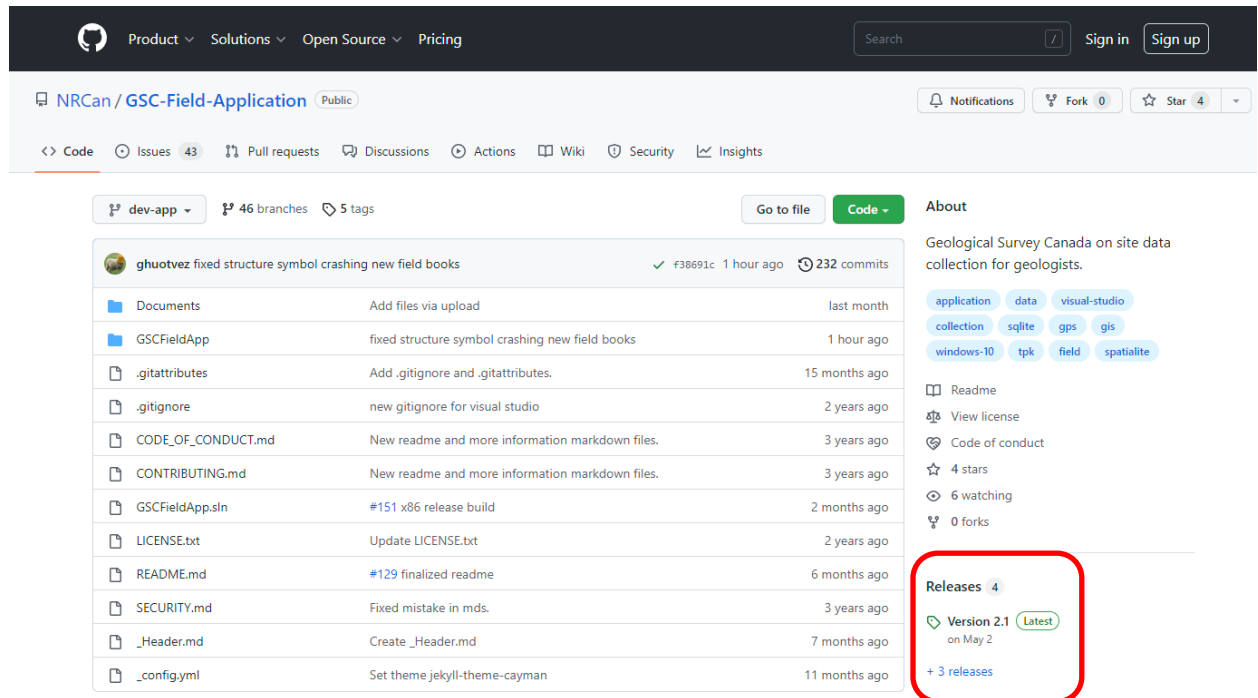 Product Solutions Open Source Pricing Search / Sign in Sign up
NRCan / GSC-Field-Application Public Notifications Fork 0 Star 4
Code Issues 43 Pull requests Discussions Actions Wiki Security Insights
dev-app 46 branches 5 tags Go to file Code
ghuotvez fixed structure symbol crashing new field books f38691c 1 hour ago 232 commits
Documents Add files via upload last month
GSCFieldApp fixed structure symbol crashing new field books 1 hour ago
.gitattributes Add .gitignore and .gitattributes. 15 months ago
.gitignore new gitignore for visual studio 2 years ago
CODE_OF_CONDUCT.md New readme and more information markdown files. 3 years ago
CONTRIBUTING.md New readme and more information markdown files. 3 years ago
GSCFieldApp.sln #151 x86 release build 2 months ago
LICENSE.txt Update LICENSE.txt 2 years ago
README.md #129 finalized readme 6 months ago
SECURITY.md Fixed mistake in mds. 3 years ago
_Header.md Create _Header.md 7 months ago
_config.yml Set theme jekyll-theme-cayman 11 months ago
About
Geological Survey Canada on site data
collection for geologists.
application data visual-studio
collection sqlite gps gis
windows-10 tpk field spatialite
Readme
View license
Code of conduct
4 stars
6 watching
0 forks
Releases 4
Version 2.1 Latest
on May 2
+ 3 releases